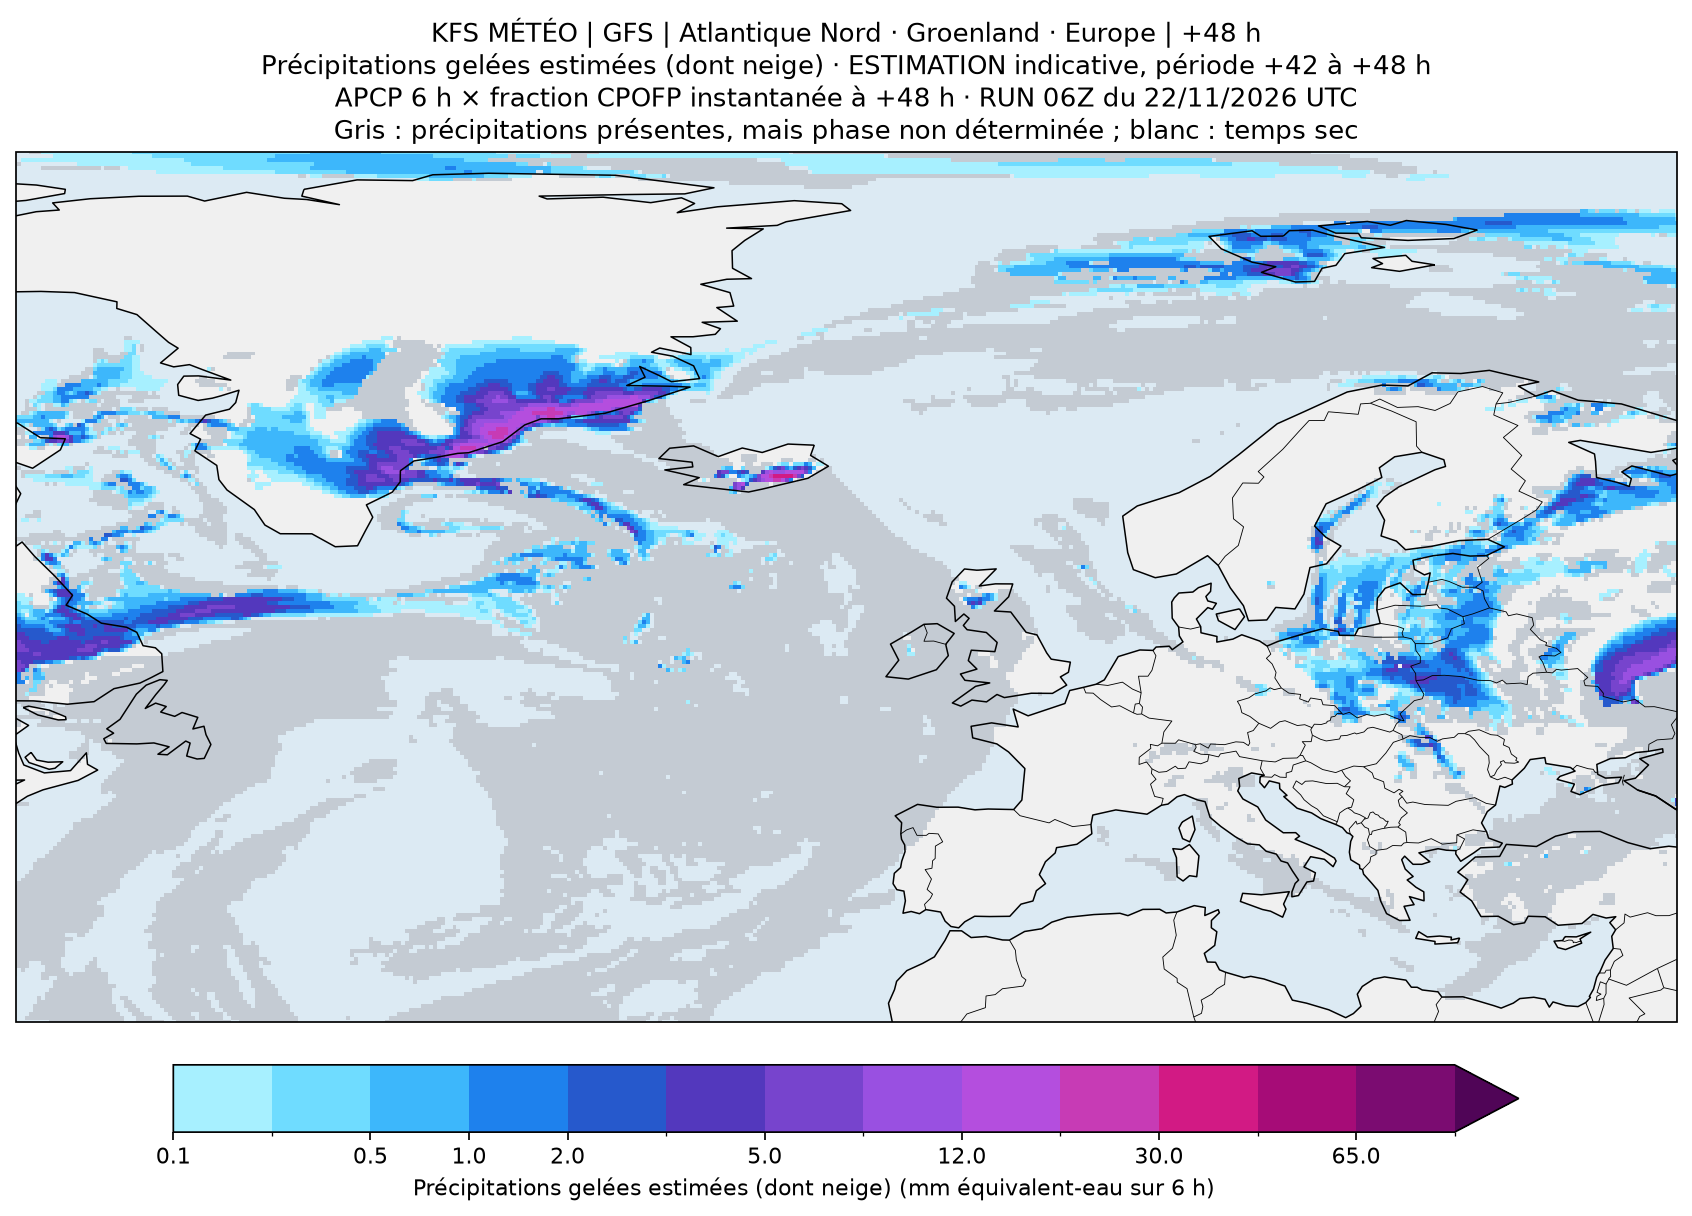 KFS MÉTÉO | GFS | Atlantique Nord · Groenland · Europe | +48 h
Précipitations gelées estimées (dont neige) · ESTIMATION indicative, période +42 à +48 h
APCP 6 h × fraction CPOFP instantanée à +48 h · RUN 06Z du 22/11/2026 UTC
Gris : précipitations présentes, mais phase non déterminée ; blanc : temps sec
0.1 0.5 1.0 2.0 5.0 12.0 30.0 65.0
Précipitations gelées estimées (dont neige) (mm équivalent-eau sur 6 h)